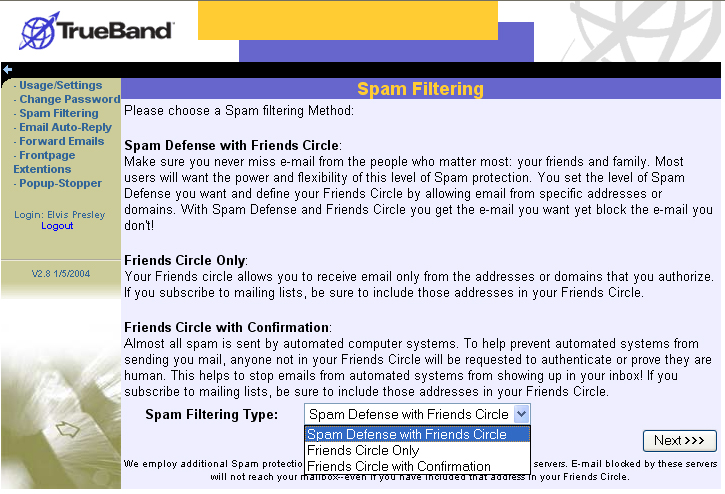 TrueBand
Spam Filtering
- Usage/Settings
- Change Password
- Spam Filtering
- Email Auto-Reply
- Forward Emails
- Frontpage
Extentions
- Popup-Stopper
Login: Elvis Presley
Logout
V2.8 1/5/2004
Please choose a Spam filtering Method:
Spam Defense with Friends Circle:
Make sure you never miss e-mail from the people who matter most: your friends and family. Most
users will want the power and flexibility of this level of Spam protection. You set the level of Spam
Defense you want and define your Friends Circle by allowing email from specific addresses or
domains. With Spam Defense and Friends Circle you get the e-mail you want yet block the e-mail you
don't!
Friends Circle Only:
Your Friends circle allows you to receive email only from the addresses or domains that you authorize.
If you subscribe to mailing lists, be sure to include those addresses in your Friends Circle.
Friends Circle with Confirmation:
Almost all spam is sent by automated computer systems. To help prevent automated systems from
sending you mail, anyone not in your Friends Circle will be requested to authenticate or prove they are
human. This helps to stop emails from automated systems from showing up in your inbox! If you
subscribe to mailing lists, be sure to include those addresses in your Friends Circle.
Spam Filtering Type: Spam Defense with Friends Circle
Spam Defense with Friends Circle
Friends Circle Only
Friends Circle with Confirmation
Next >>>
We employ additional Spam protectio servers. E-mail blocked by these servers
will not reach your mailbox--even if you have included that address in your Friends Circle.